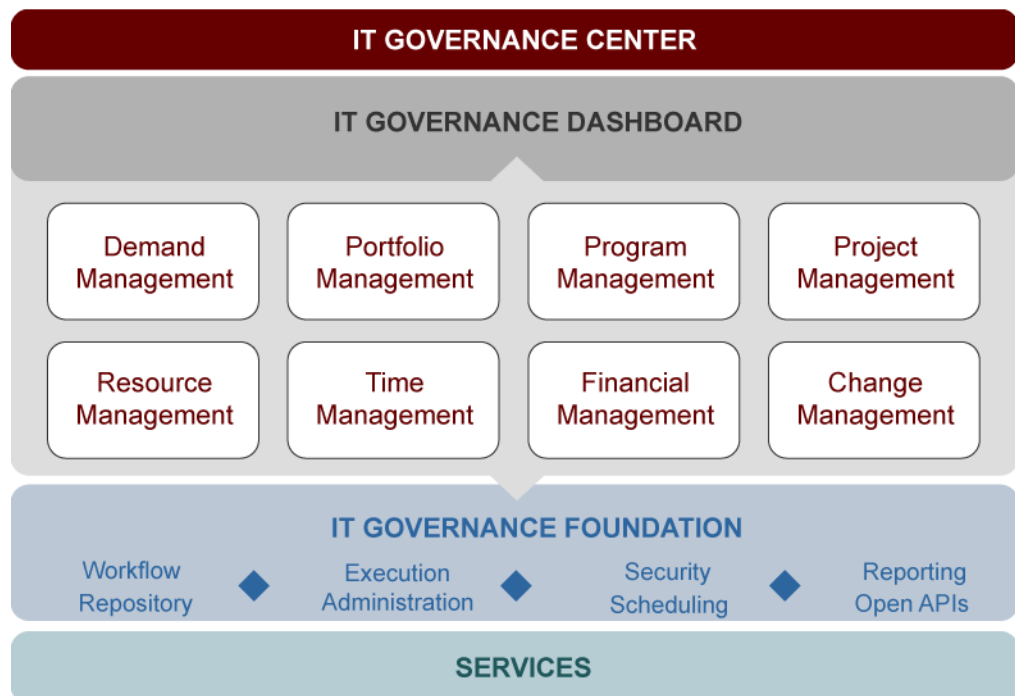 IT GOVERNANCE CENTER
IT GOVERNANCE DASHBOARD
Demand
Management
Portfolio
Management
Program
Management
Project
Management
Resource
Management
Time
Management
Financial
Management
Change
Management
IT GOVERNANCE FOUNDATION
Workflow
Repository
Execution
Administration
Security
Scheduling
Reporting
Open APIs
SERVICES